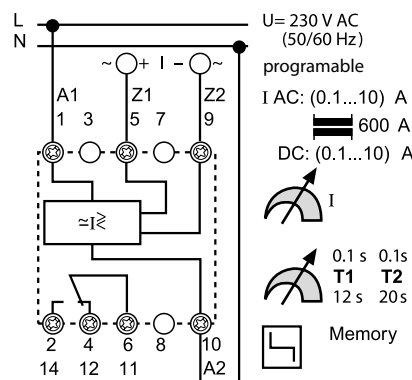 L
N
U= 230 V AC
(50/60 Hz)
~ + I - ~
programable
A1 Z1 Z2
1 3 5 7 9
I AC: (0.1...10) A
600 A
DC: (0.1...10) A
≂I≷
I
0.1 s 0.1s
T1 T2
12 s 20s
2 4 6 8 10
14 12 11 A2
Memory